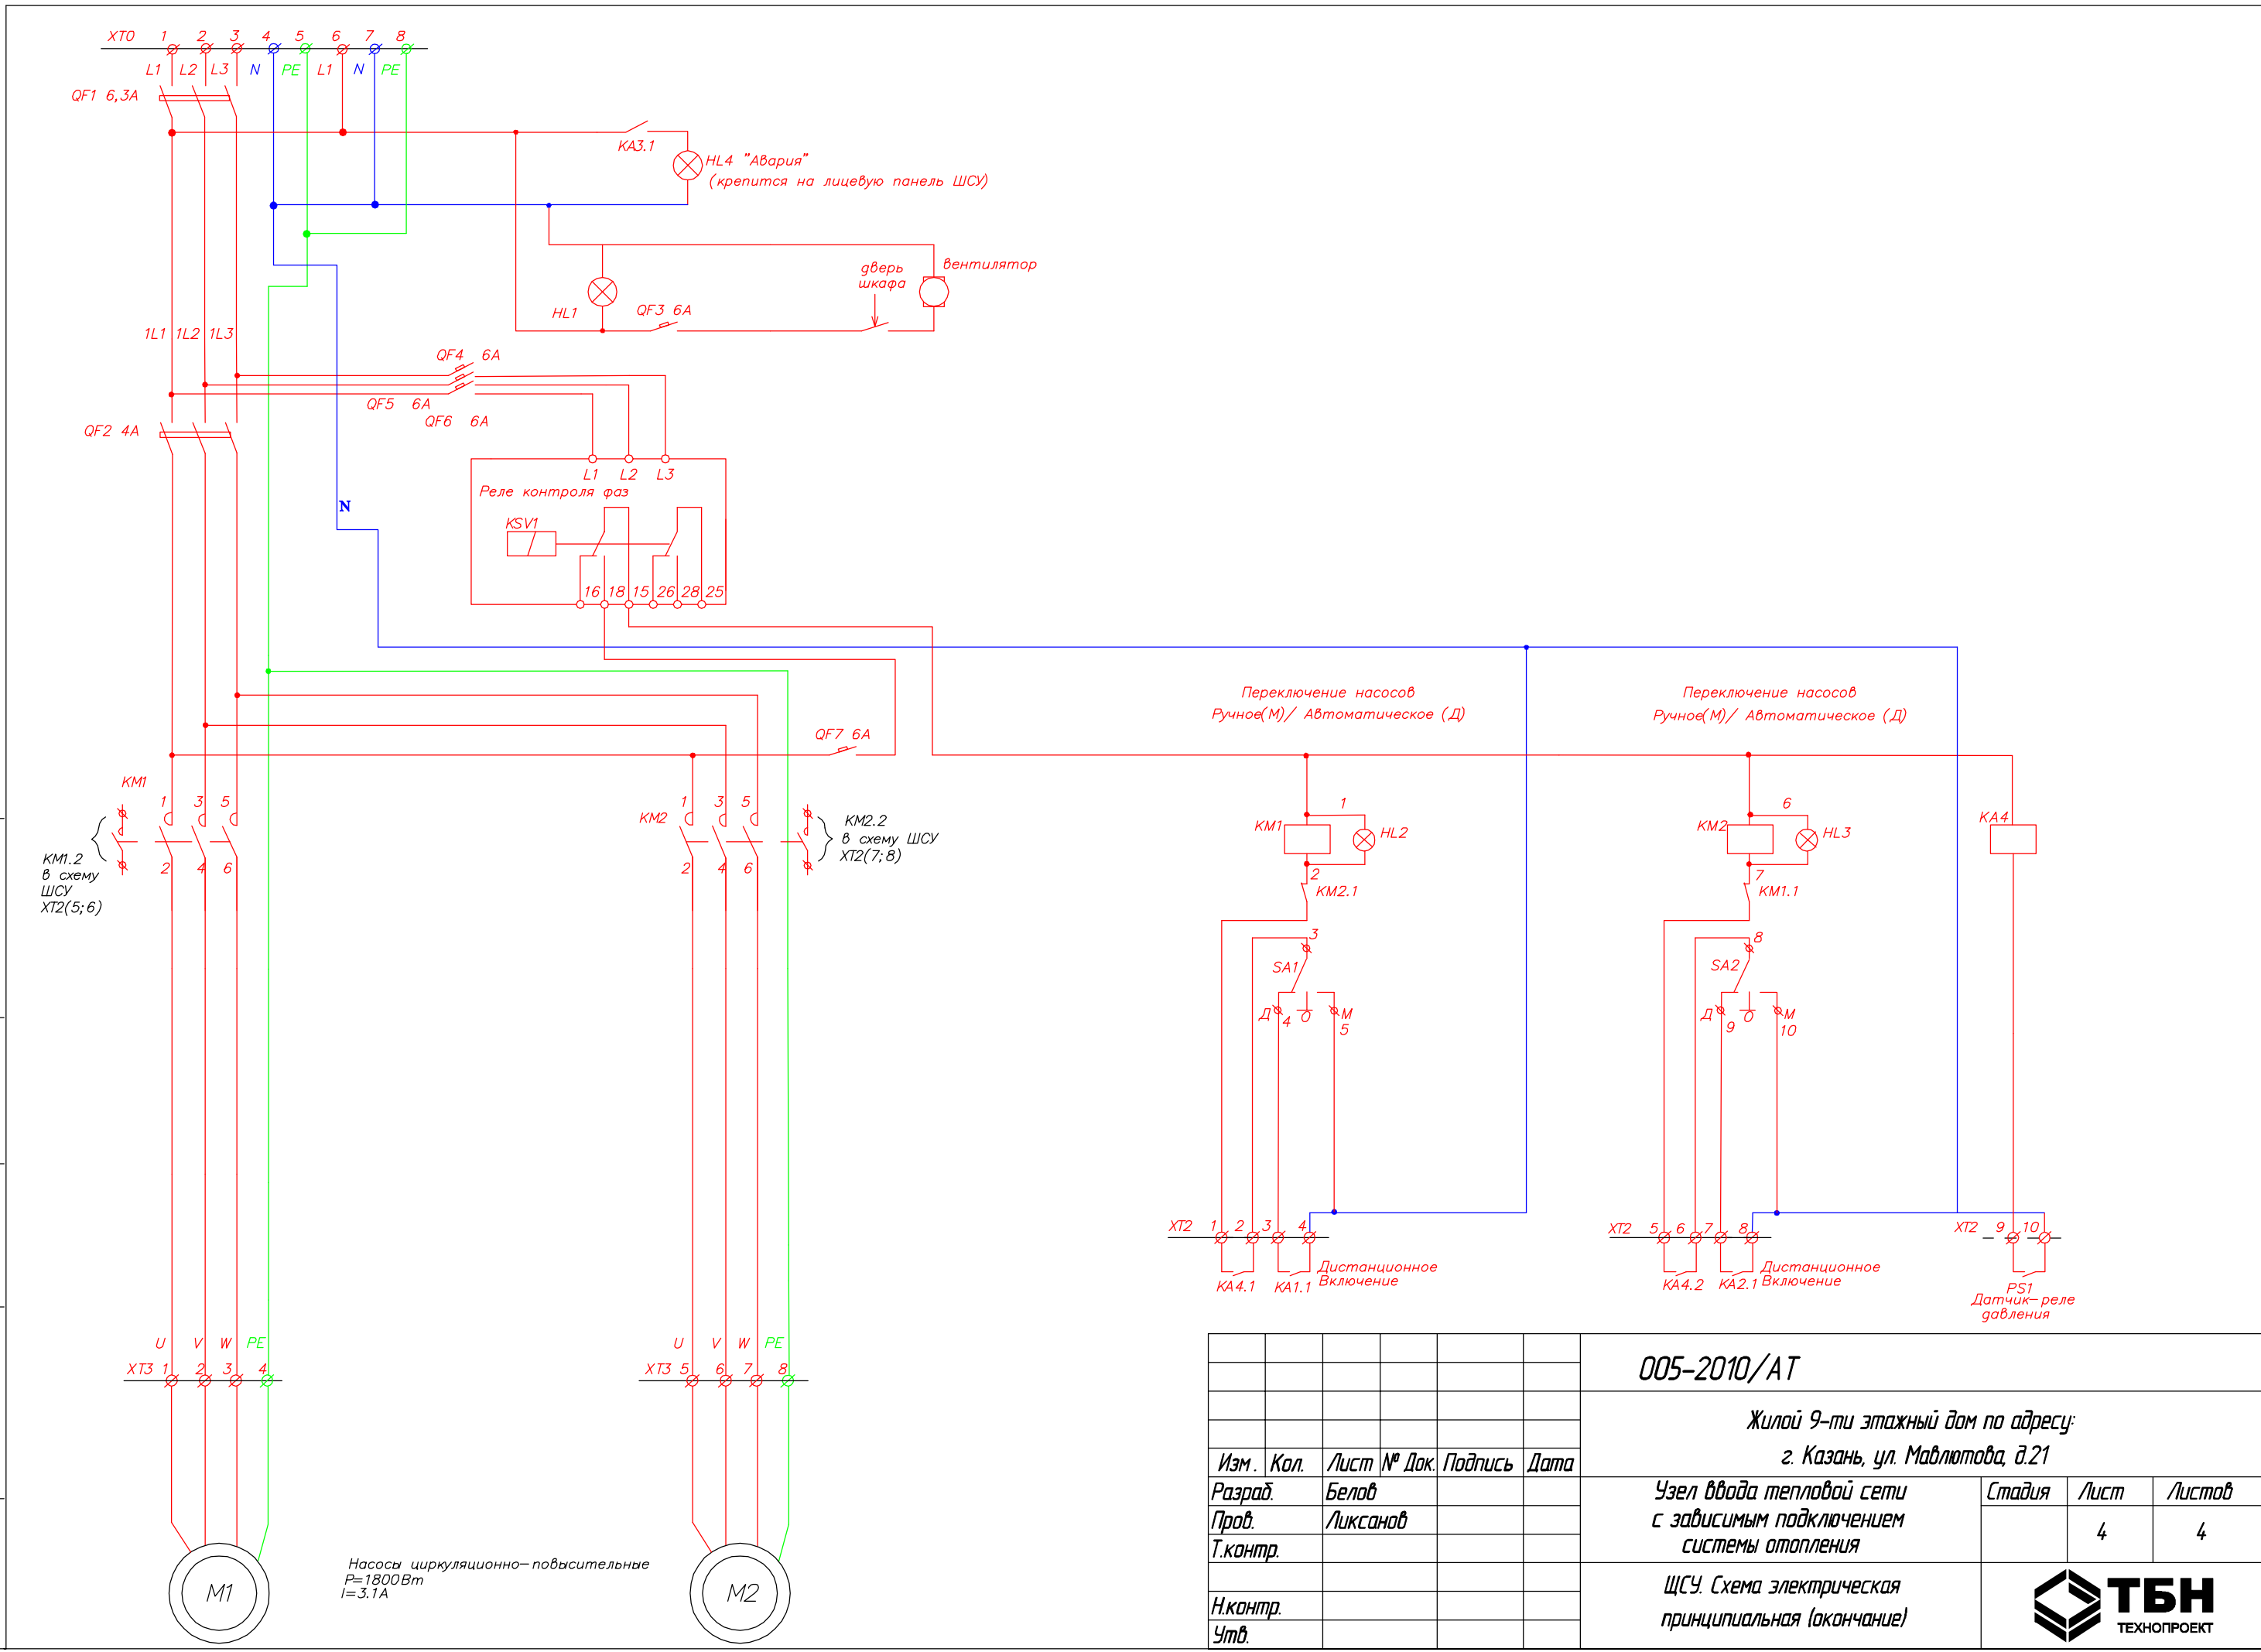 XT0 1 2 3 4 5 6 7 8
L1 L2 L3 N PE L1 N PE
QF1 6,3A
KA3.1
HL4 "Авария"
(крепится на лицевую панель ШСУ)
дверь
шкафа
вентилятор
HL1
QF3 6A
1L1 1L2 1L3
QF4 6A
QF5 6A
QF6 6A
QF2 4A
L1 L2 L3
Реле контроля фаз
N
KSV1
16 18 15 26 28 25
Переключение насосов
Ручное(М)/ Автоматическое (Д)
Переключение насосов
Ручное(М)/ Автоматическое (Д)
QF7 6A
KM1
1 3 5
2 4 6
KM1.2
в схему
ШСУ
XT2(5;6)
KM2
1 3 5
2 4 6
KM2.2
в схему ШСУ
XT2(7;8)
1
KM1
HL2
2
KM2.1
3
SA1
Д 4 0 М
5
6
KM2
HL3
7
KM1.1
8
SA2
Д 9 0 М
10
KA4
XT2 1 2 3 4
KA4.1 KA1.1
Дистанционное
Включение
XT2 5 6 7 8
KA4.2 KA2.1
Дистанционное
Включение
XT2 9 10
PS1
Датчик-реле
давления
U V W PE
XT3 1 2 3 4
U V W PE
XT3 5 6 7 8
M1
Насосы циркуляционно-повысительные
P=1800Вт
I=3.1А
M2
005-2010/АТ
Жилой 9-ти этажный дом по адресу:
г. Казань, ул. Мавлютова, д.21
Изм. Кол. Лист № Док. Подпись Дата
Разраб. Белов
Пров. Ликсанов
Т.контр.
Н.контр.
Утв.
Узел ввода тепловой сети
с зависимым подключением
системы отопления
Стадия Лист Листов
4 4
ЩСУ. Схема электрическая
принципиальная (окончание)
ТБН
ТЕХНОПРОЕКТ